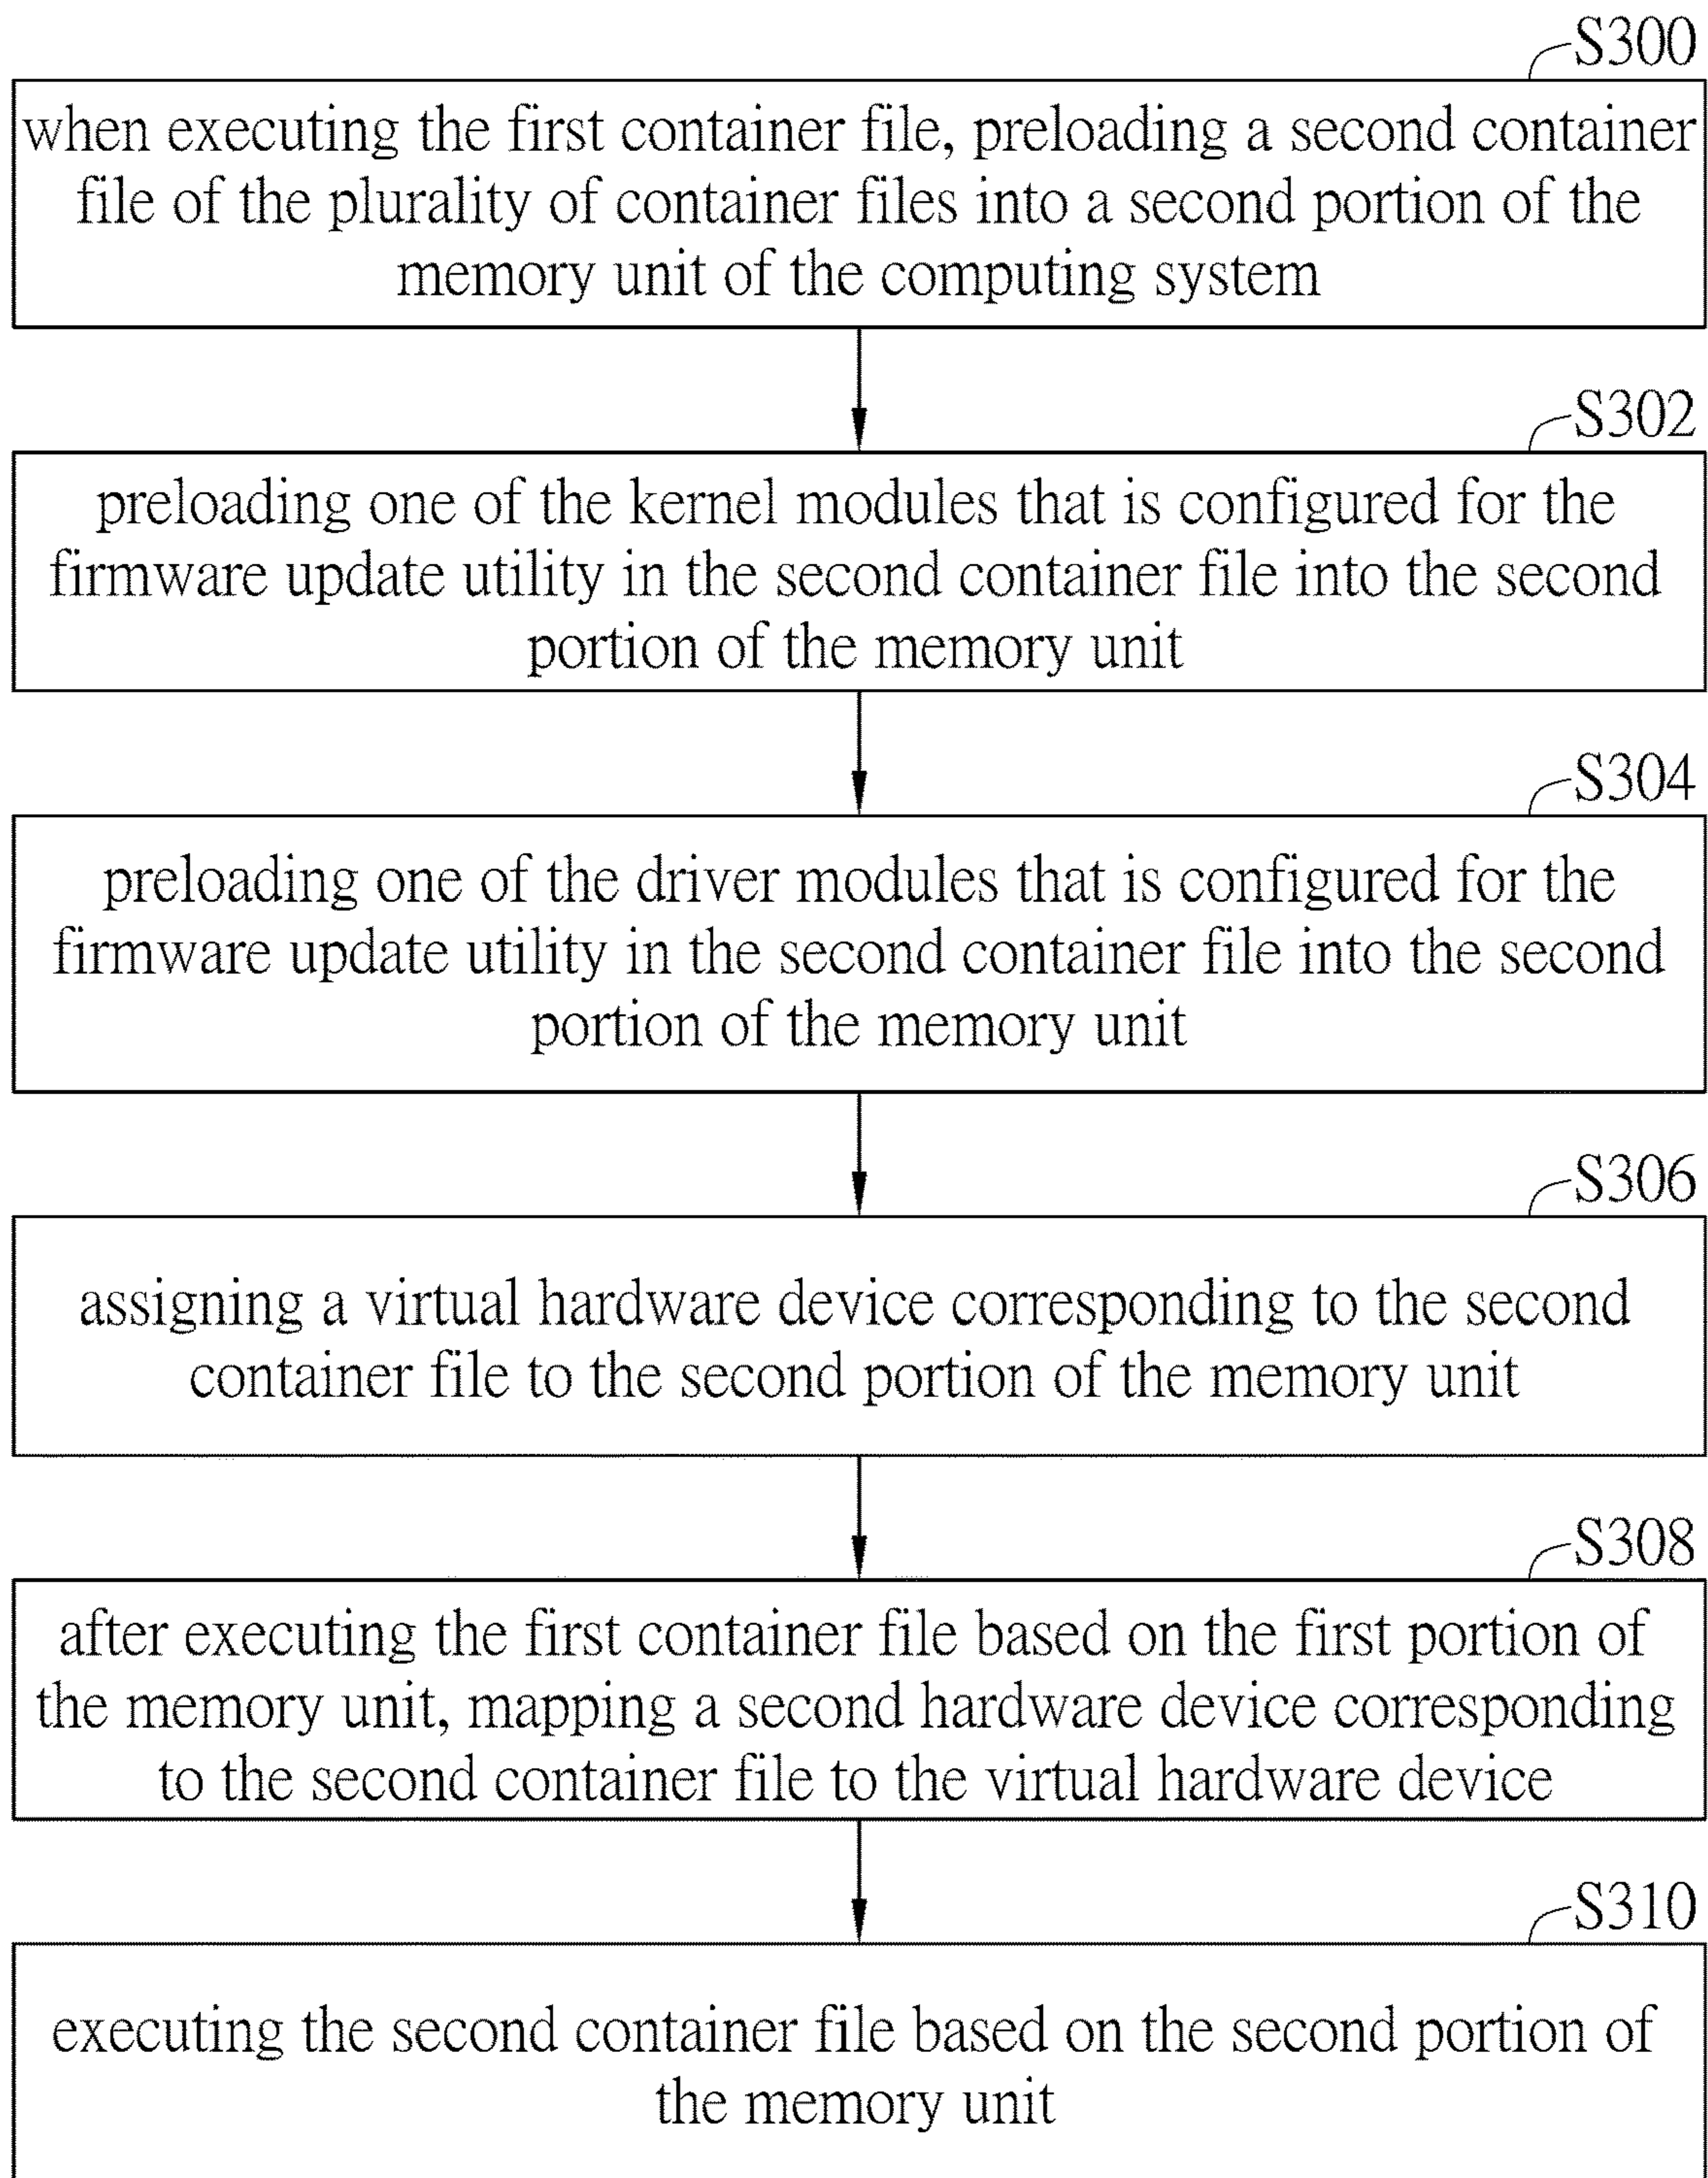 S300
when executing the first container file, preloading a second container
file of the plurality of container files into a second portion of the
memory unit of the computing system
S302
preloading one of the kernel modules that is configured for the
firmware update utility in the second container file into the second
portion of the memory unit
S304
preloading one of the driver modules that is configured for the
firmware update utility in the second container file into the second
portion of the memory unit
S306
assigning a virtual hardware device corresponding to the second
container file to the second portion of the memory unit
S308
after executing the first container file based on the first portion of
the memory unit, mapping a second hardware device corresponding
to the second container file to the virtual hardware device
S310
executing the second container file based on the second portion of
the memory unit